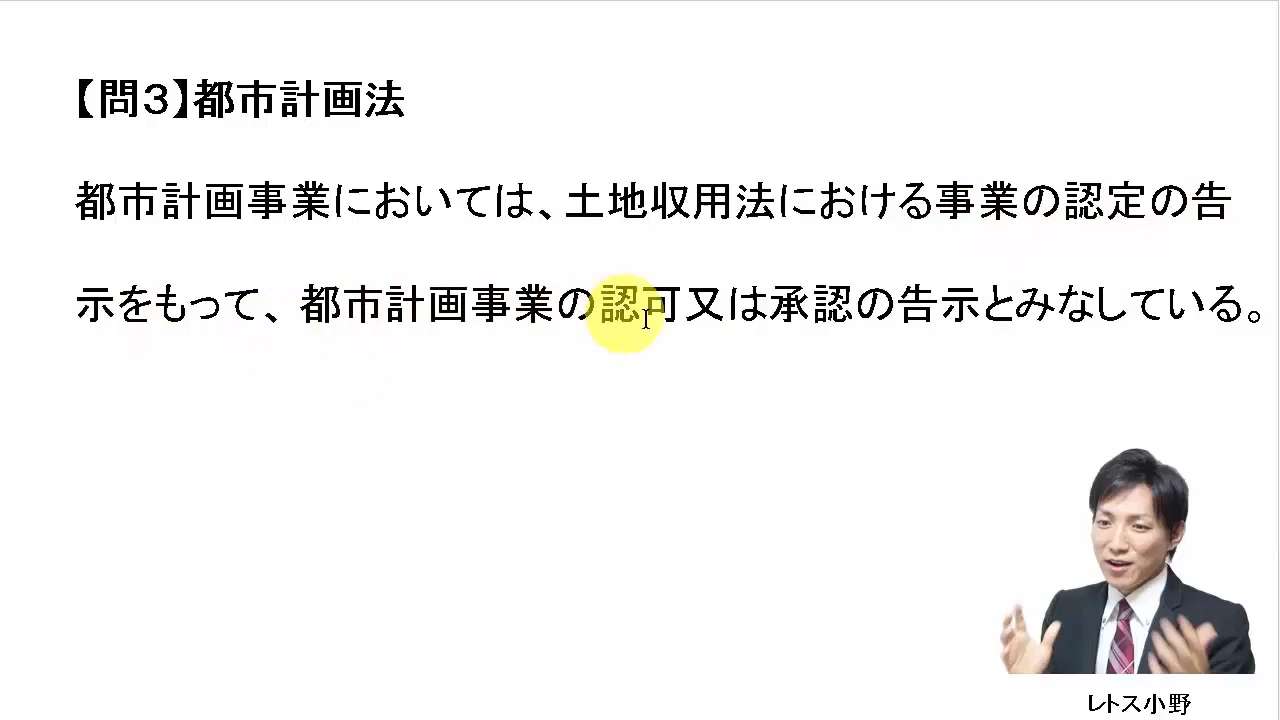 【問３】都市計画法
都市計画事業においては、土地収用法における事業の認定の告
示をもって、都市計画事業の認可又は承認の告示とみなしている。
レトス小野